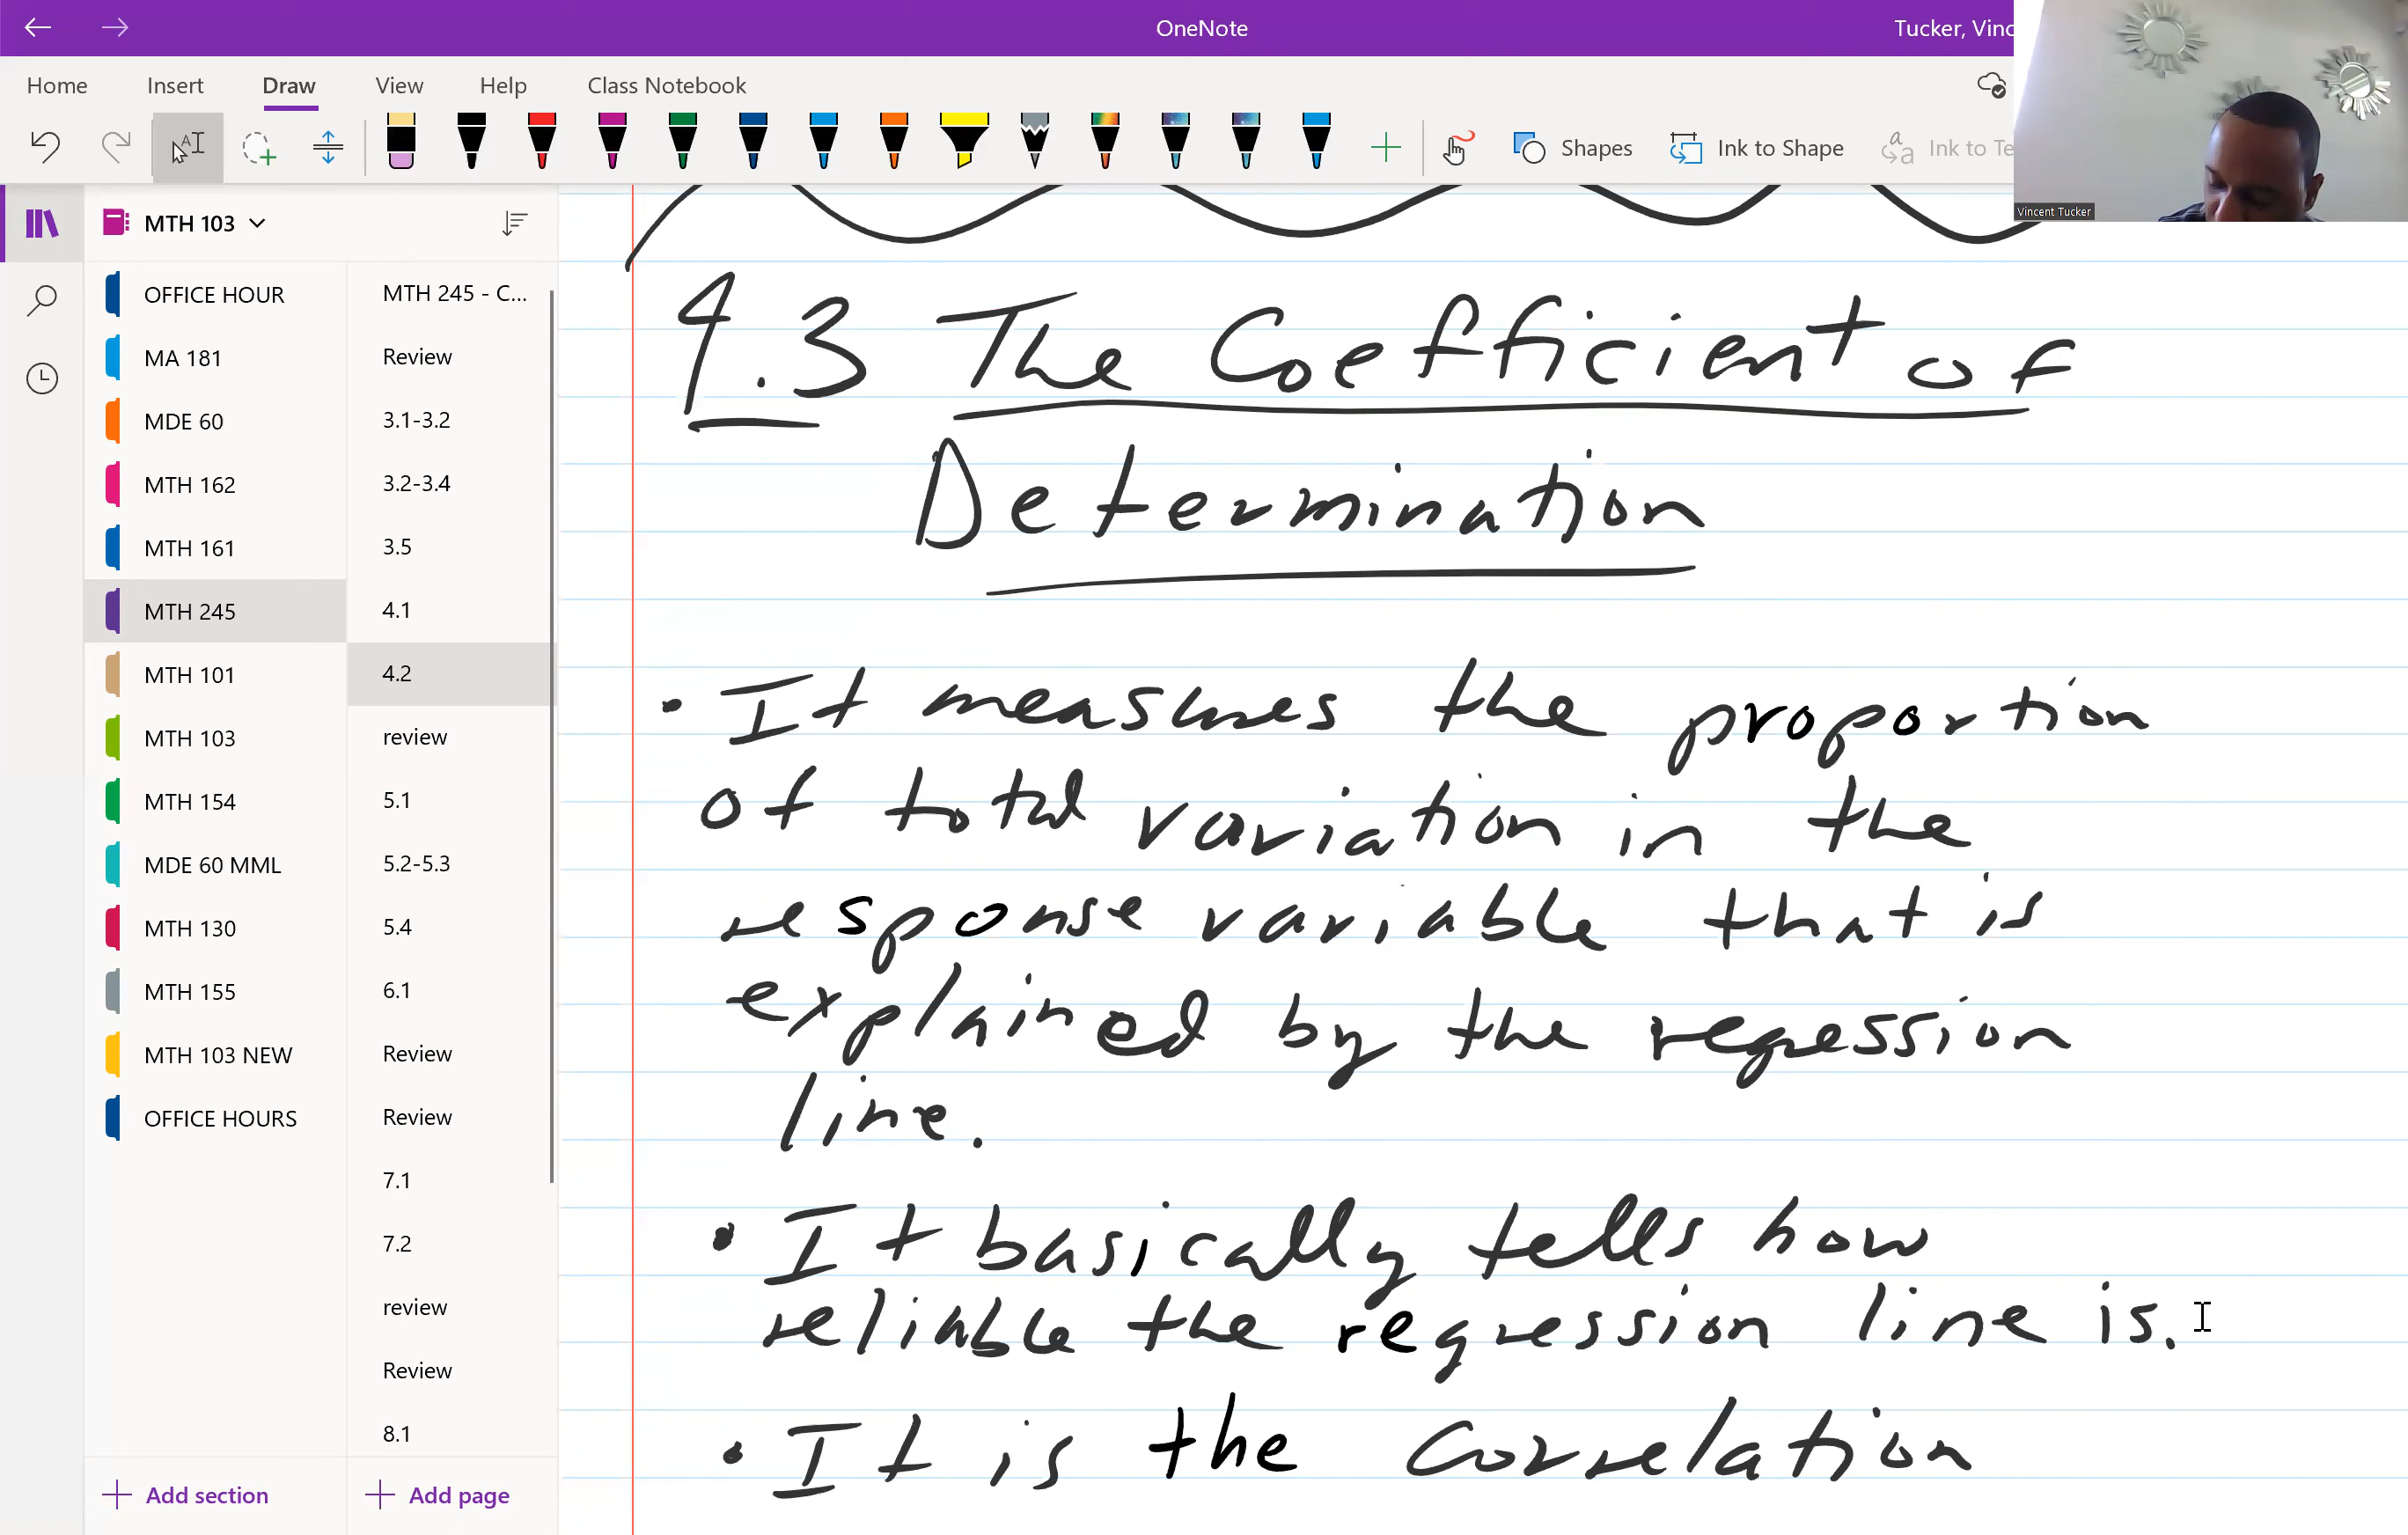 OneNote
Tucker, Vinc
Home Insert Draw View Help Class Notebook
Shapes Ink to Shape Ink to Te
Vincent Tucker
MTH 103
OFFICE HOUR
MA 181
MDE 60
MTH 162
MTH 161
MTH 245
MTH 101
MTH 103
MTH 154
MDE 60 MML
MTH 130
MTH 155
MTH 103 NEW
OFFICE HOURS
Add section
MTH 245 - C...
Review
3.1-3.2
3.2-3.4
3.5
4.1
4.2
review
5.1
5.2-5.3
5.4
6.1
Review
Review
7.1
7.2
review
Review
8.1
Add page
4.3 The Coefficient of
Determination
• It measures the proportion
of total variation in the
response variable that is
explained by the regression
line.
• It basically tells how
reliable the regression line is.
• It is the correlation